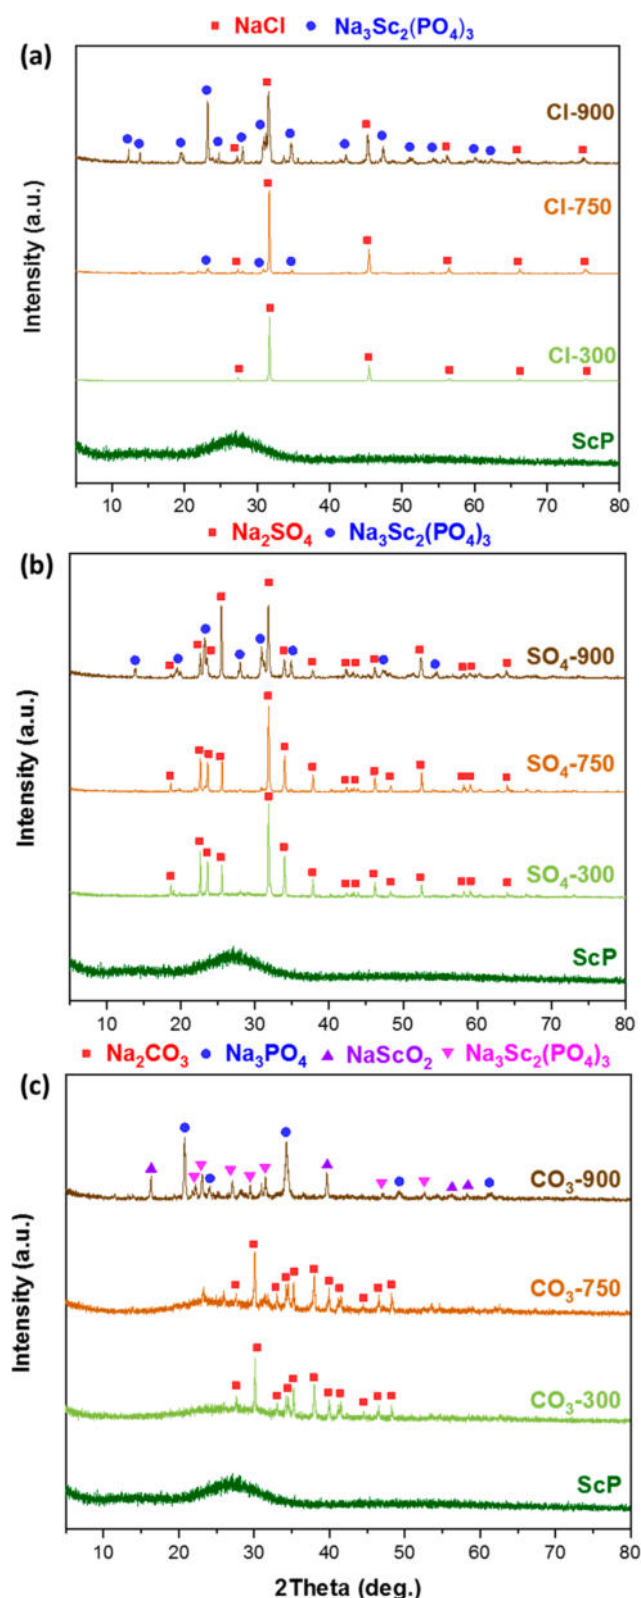 NaCl Na₃Sc₂(PO₄)₃
(a)
Cl-900
Cl-750
Cl-300
ScP
Intensity (a.u.)
10 20 30 40 50 60 70 80
Na₂SO₄ Na₃Sc₂(PO₄)₃
(b)
SO₄-900
SO₄-750
SO₄-300
ScP
Intensity (a.u.)
10 20 30 40 50 60 70 80
Na₂CO₃ Na₃PO₄ NaScO₂ Na₃Sc₂(PO₄)₃
(c)
CO₃-900
CO₃-750
CO₃-300
ScP
Intensity (a.u.)
10 20 30 40 50 60 70 80
2Theta (deg.)